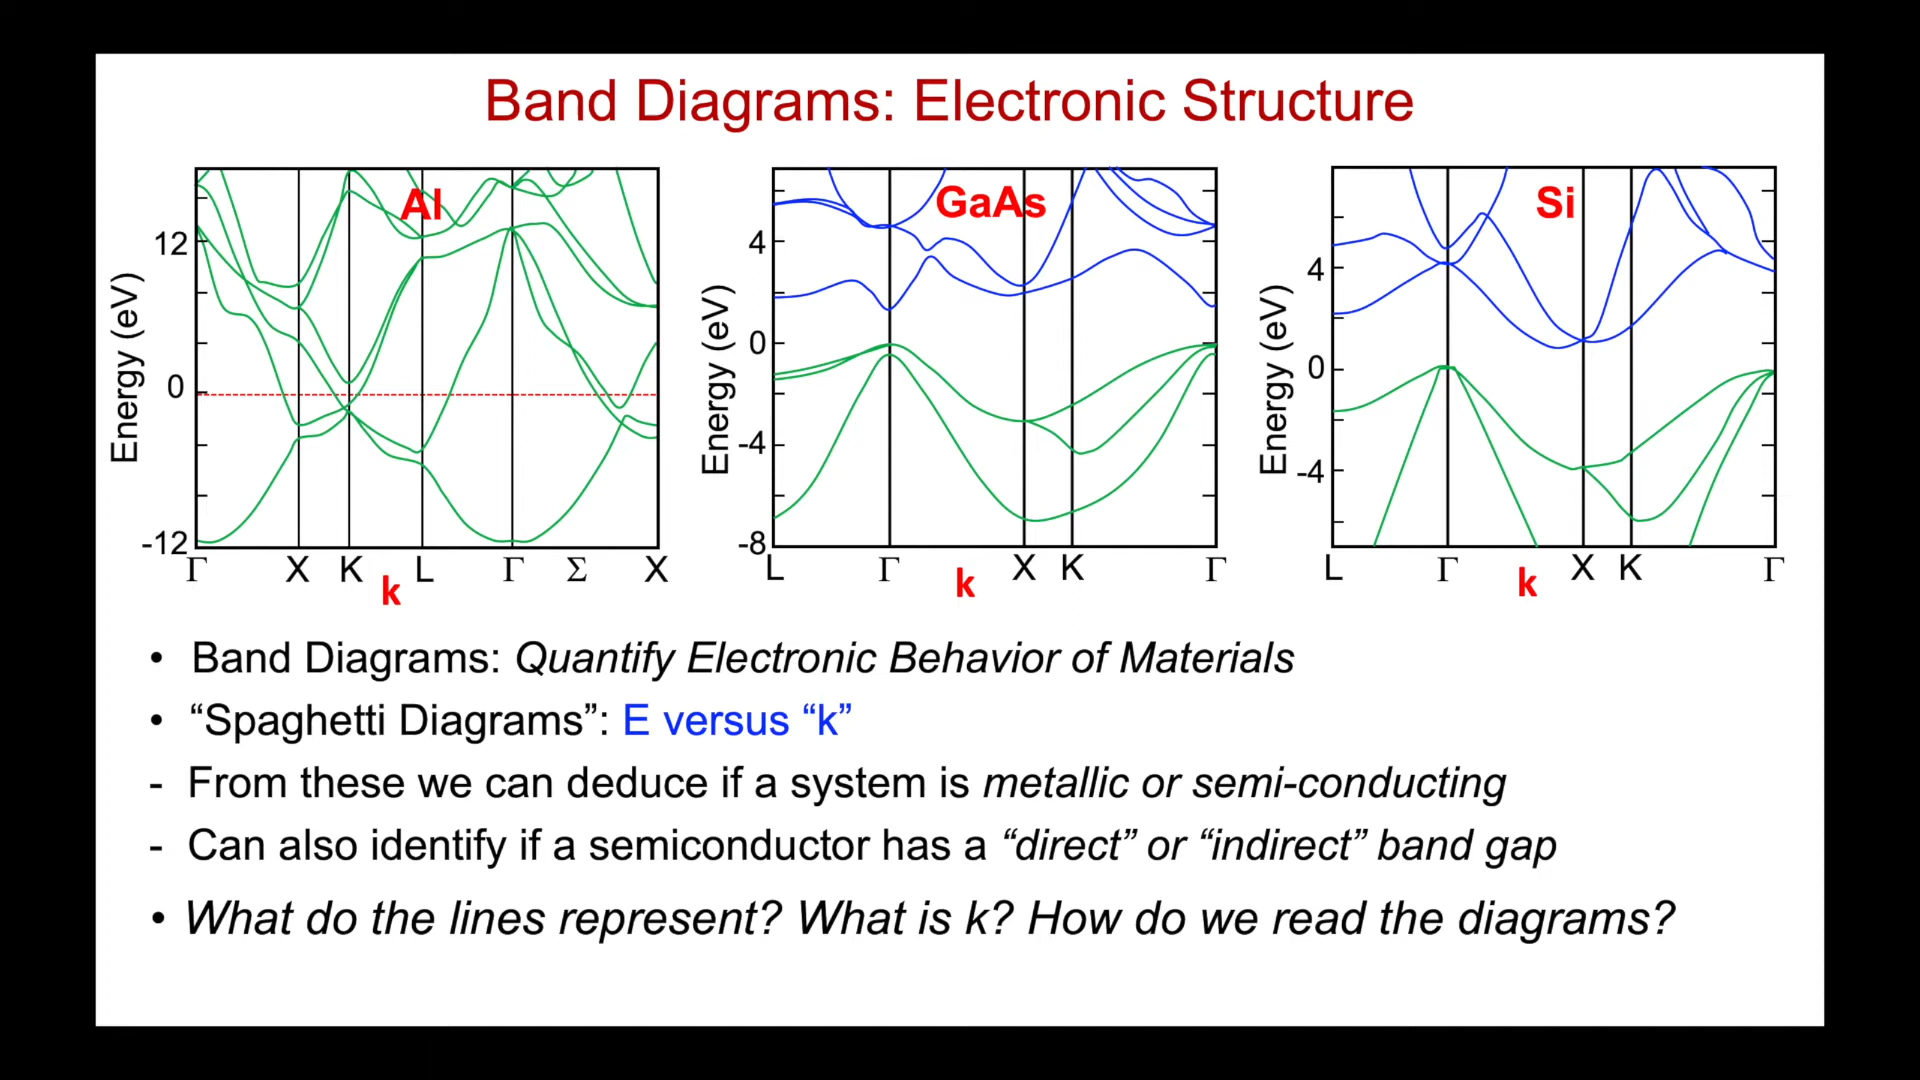 Band Diagrams: Electronic Structure
Al
12
0
-12
Energy (eV)
Γ X K L Γ Σ X
k
GaAs
4
0
-4
-8
Energy (eV)
L Γ X K Γ
k
Si
4
0
-4
Energy (eV)
L Γ X K Γ
k
• Band Diagrams: Quantify Electronic Behavior of Materials
• “Spaghetti Diagrams”: E versus “k”
- From these we can deduce if a system is metallic or semi-conducting
- Can also identify if a semiconductor has a “direct” or “indirect” band gap
• What do the lines represent? What is k? How do we read the diagrams?